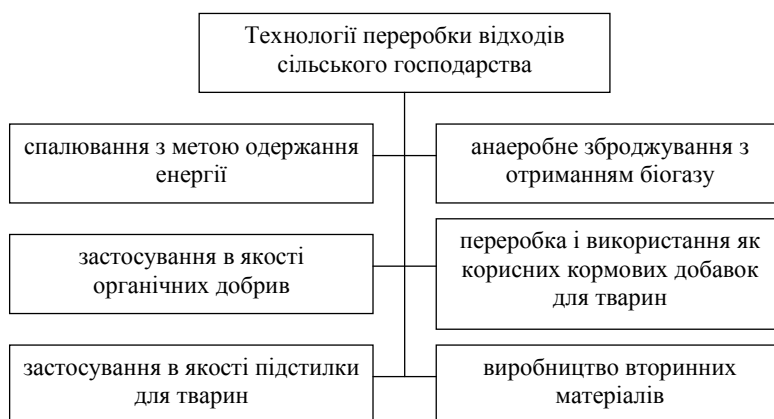 Технології переробки відходів
сільського господарства
спалювання з метою одержання
енергії
анаеробне зброджування з
отриманням біогазу
застосування в якості
органічних добрив
переробка і використання як
корисних кормових добавок
для тварин
застосування в якості підстилки
для тварин
виробництво вторинних
матеріалів